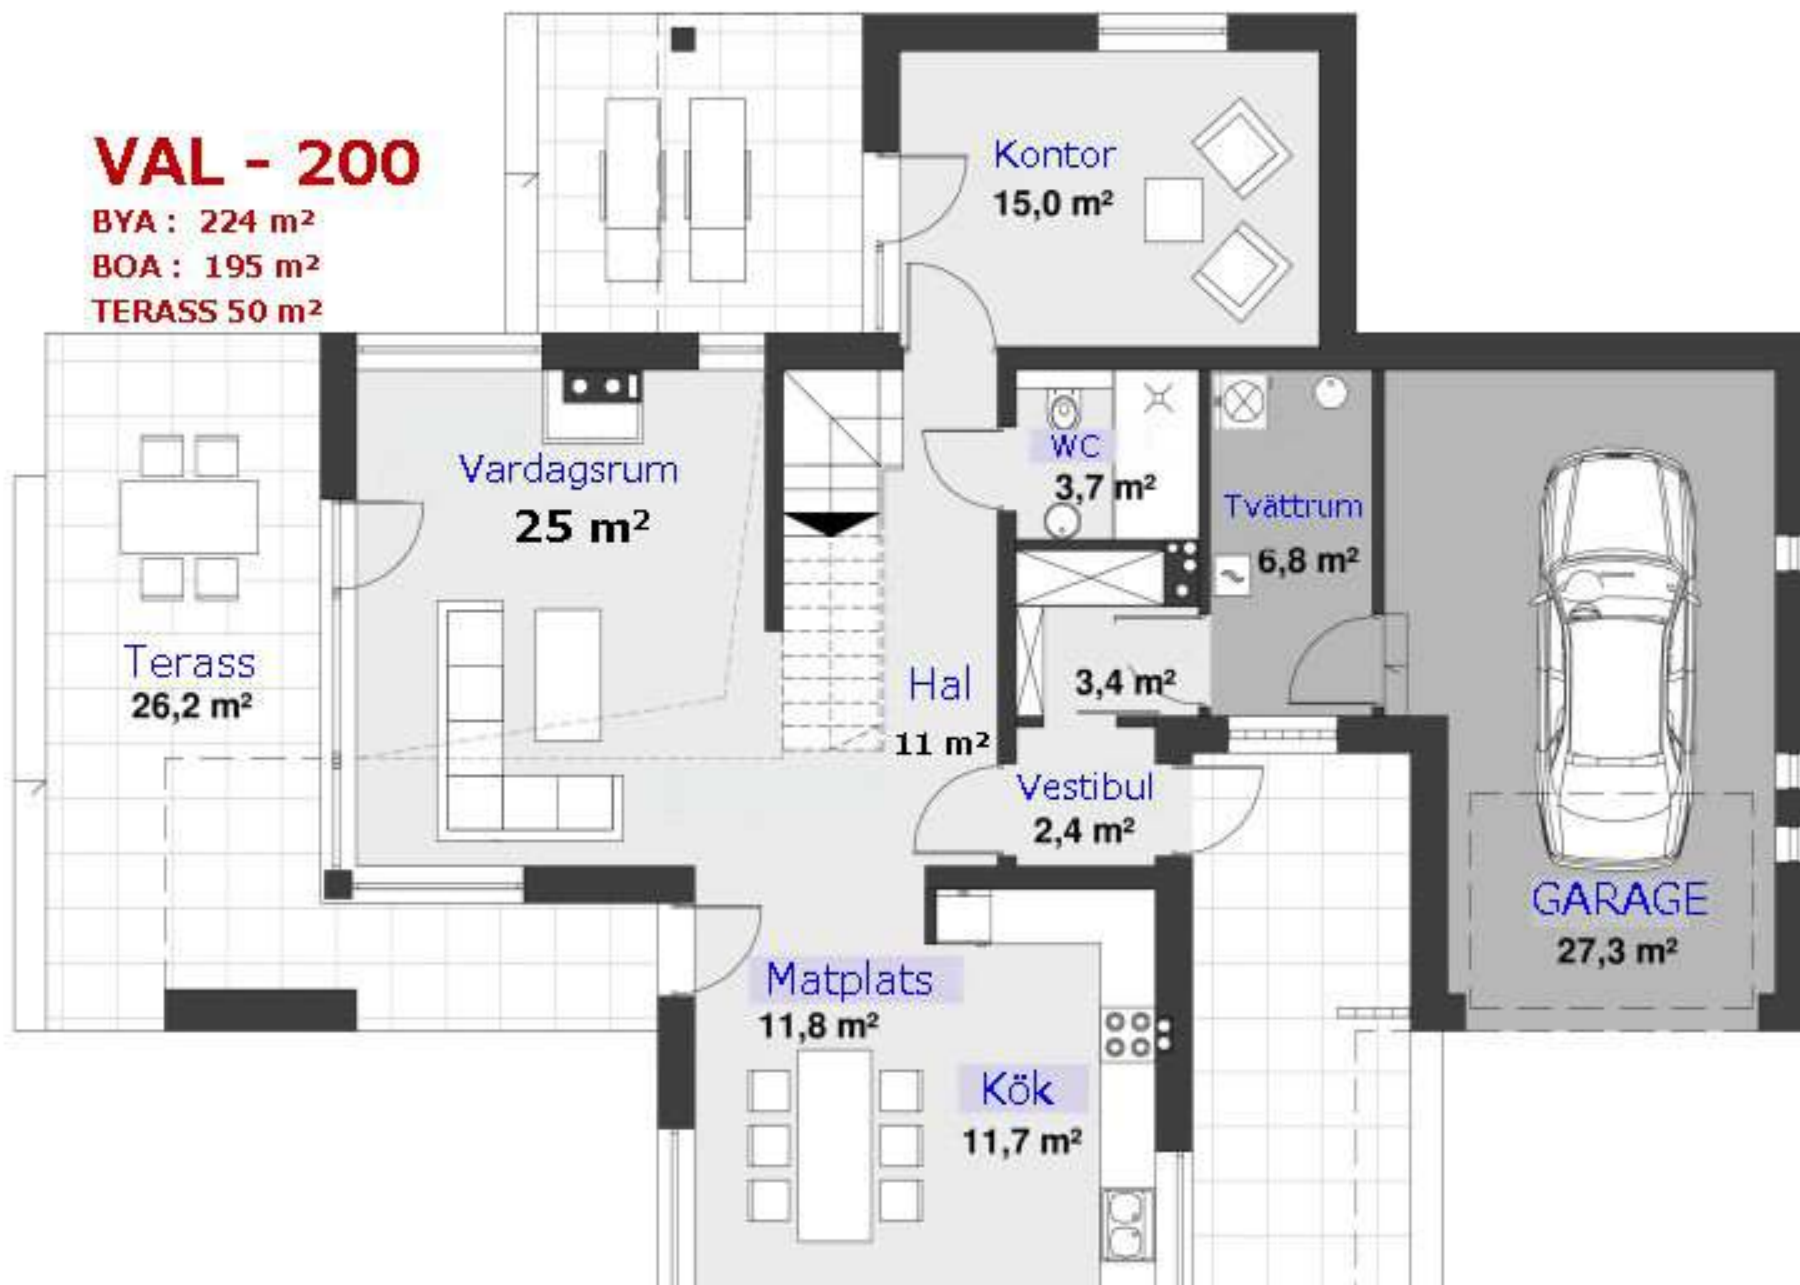 VAL - 200
BYA : 224 m²
BOA : 195 m²
TERASS 50 m²
Kontor
15,0 m²
Vardagsrum
25 m²
WC
3,7 m²
Tvättrum
6,8 m²
Terass
26,2 m²
Hal
11 m²
3,4 m²
Vestibul
2,4 m²
GARAGE
27,3 m²
Matplats
11,8 m²
Kök
11,7 m²